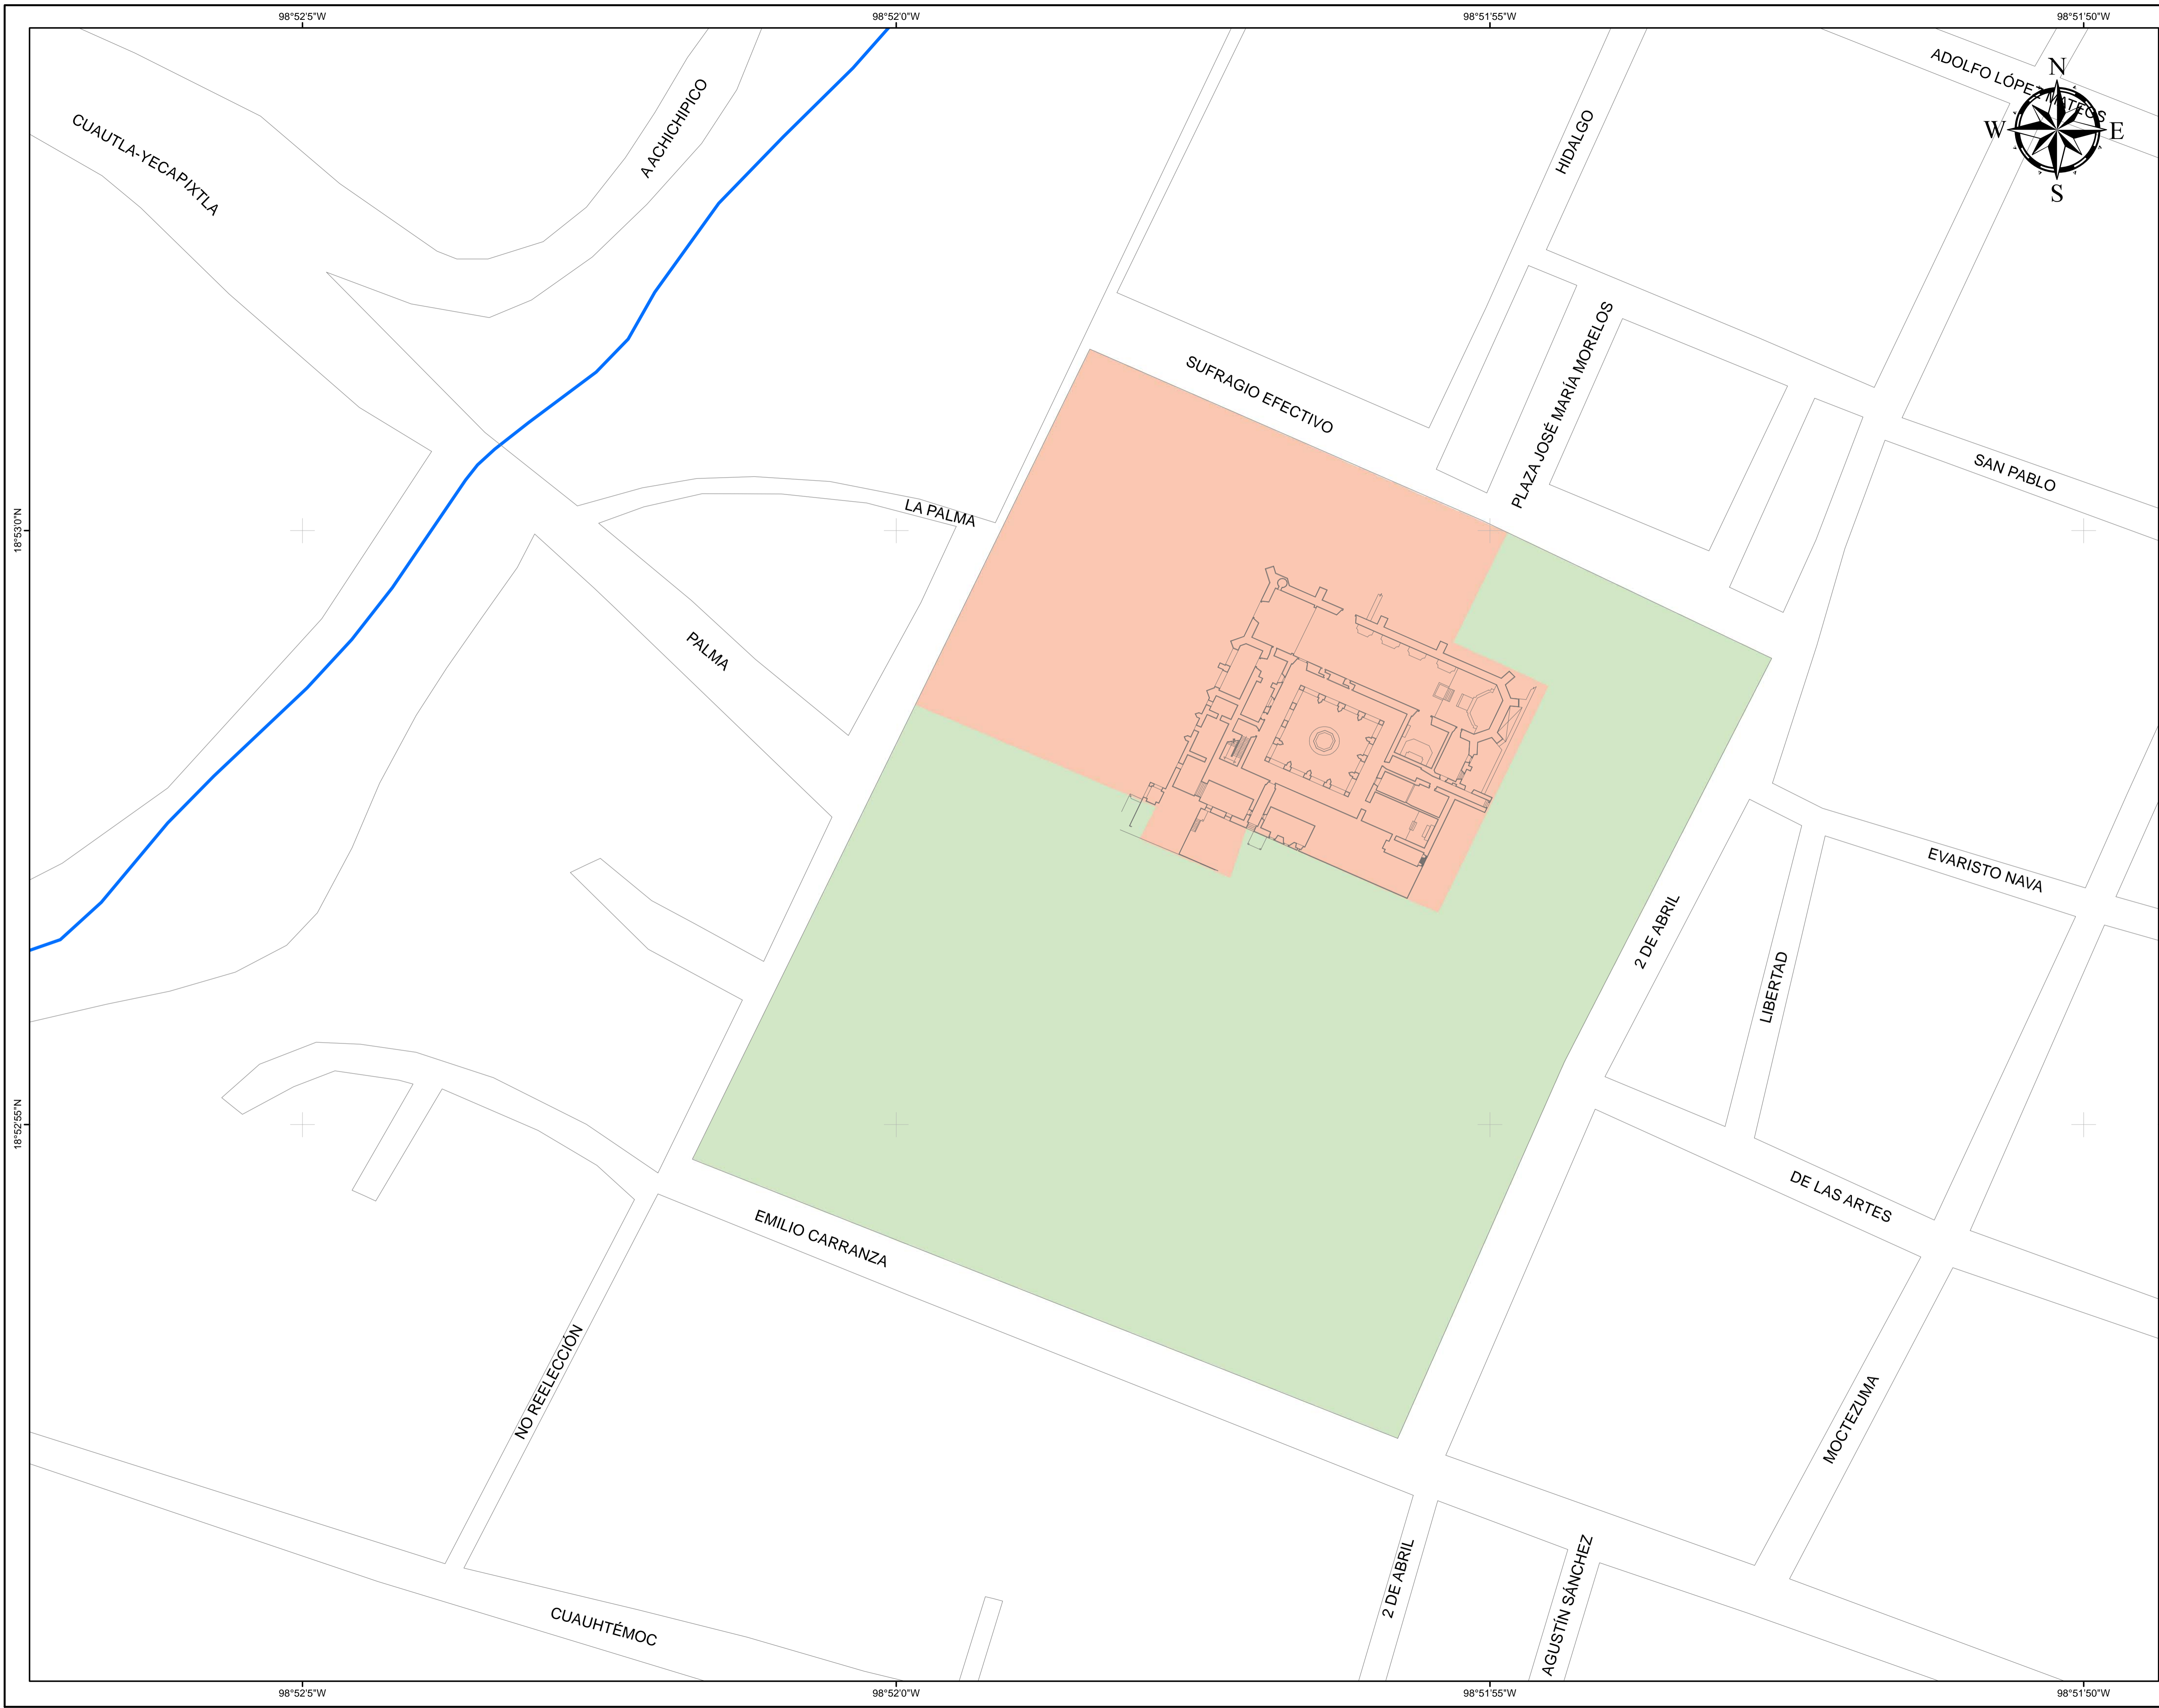 98°52'5"W
98°52'0"W
98°51'55"W
98°51'50"W
ADOLFO LÓPEZ MATEOS
N
W
E
S
CUAUTLA-YECAPIXTLA
A ACHICHIPICO
HIDALGO
PLAZA JOSÉ MARÍA MORELOS
SUFRAGIO EFECTIVO
SAN PABLO
LA PALMA
18°53'0"N
PALMA
EVARISTO NAVA
2 DE ABRIL
LIBERTAD
18°52'55"N
DE LAS ARTES
EMILIO CARRANZA
NO REELECCIÓN
MOCTEZUMA
2 DE ABRIL
AGUSTÍN SÁNCHEZ
CUAUHTÉMOC
98°52'5"W
98°52'0"W
98°51'55"W
98°51'50"W